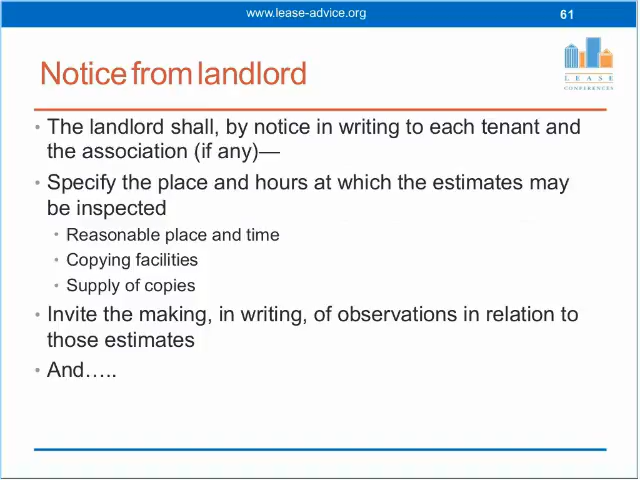 www.lease-advice.org
61
Notice from landlord
L E A S E
CONFERENCES
• The landlord shall, by notice in writing to each tenant and
the association (if any)—
• Specify the place and hours at which the estimates may
be inspected
• Reasonable place and time
• Copying facilities
• Supply of copies
• Invite the making, in writing, of observations in relation to
those estimates
• And…..